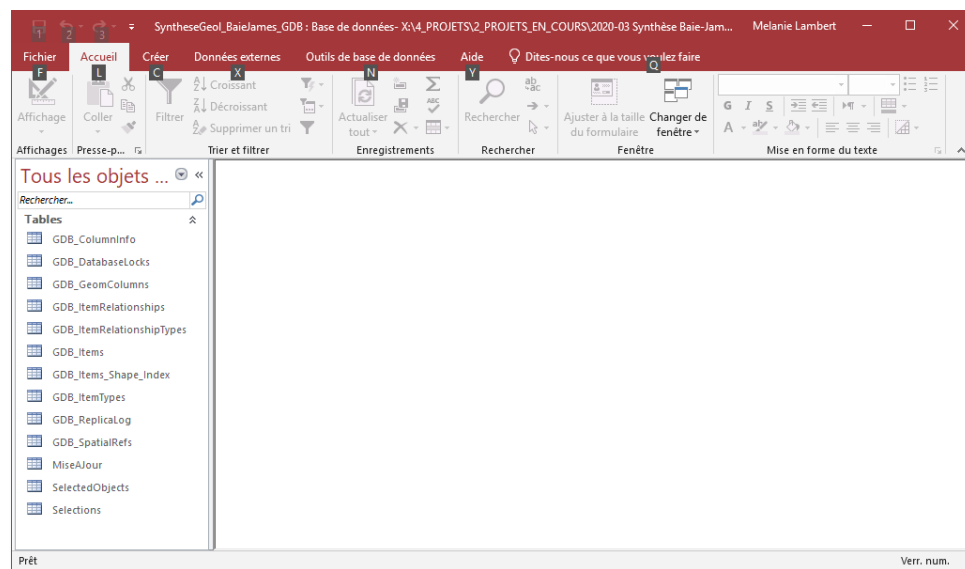 SyntheseGeol_BaieJames_GDB : Base de données- X:\4_PROJETS\2_PROJETS_EN_COURS\2020-03 Synthèse Baie-Jam... Melanie Lambert
1 2 3
Fichier Accueil Créer Données externes Outils de base de données Aide Dites-nous ce que vous voulez faire
F L C X N Y Q
Affichage
Coller
Filtrer
Croissant
Décroissant
Supprimer un tri
Actualiser
tout
Rechercher
Ajuster à la taille
du formulaire
Changer de
fenêtre
G I S
A
Affichages Presse-p... Trier et filtrer Enregistrements Rechercher Fenêtre Mise en forme du texte
Tous les objets ...
Rechercher...
Tables
GDB_ColumnInfo
GDB_DatabaseLocks
GDB_GeomColumns
GDB_ItemRelationships
GDB_ItemRelationshipTypes
GDB_Items
GDB_Items_Shape_Index
GDB_ItemTypes
GDB_ReplicaLog
GDB_SpatialRefs
MiseAJour
SelectedObjects
Selections
Prêt Verr. num.